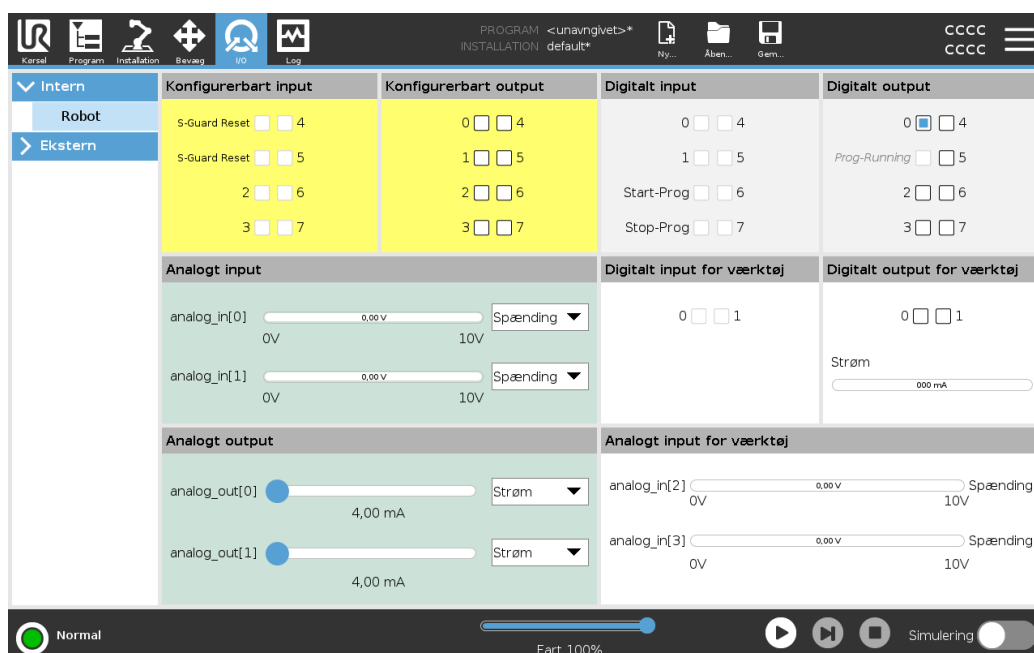 UR
PROGRAM <unavngivet>*
INSTALLATION default*
Kørsel Program Installation Bevæg I/O Log Ny... Åben... Gem...
CCCC
CCCC
Intern
Robot
Ekstern
Konfigurerbart input
S-Guard Reset 4
S-Guard Reset 5
2 6
3 7
Konfigurerbart output
0 4
1 5
2 6
3 7
Digitalt input
0 4
1 5
Start-Prog 6
Stop-Prog 7
Digitalt output
0 4
Prog-Running 5
2 6
3 7
Analogt input
analog_in[0] 0,00 V Spænding
0V 10V
analog_in[1] 0,00 V Spænding
0V 10V
Digitalt input for værktøj
0 1
Digitalt output for værktøj
0 1
Strøm
000 mA
Analogt output
analog_out[0] Strøm
4,00 mA
analog_out[1] Strøm
4,00 mA
Analogt input for værktøj
analog_in[2] 0,00 V Spænding
0V 10V
analog_in[3] 0,00 V Spænding
0V 10V
Normal
Fart 100%
Simulering